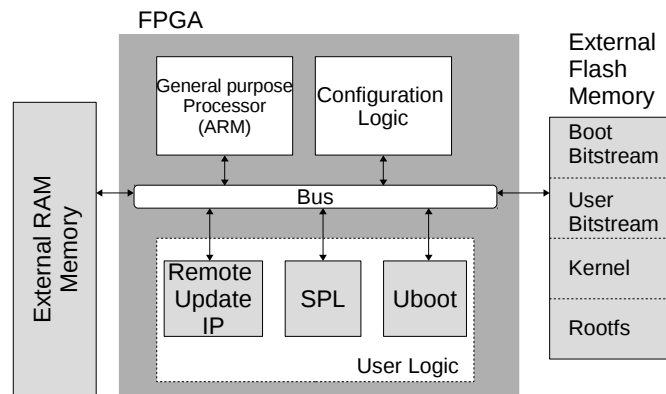 FPGA
External
Flash
Memory
General purpose
Processor
(ARM)
Configuration
Logic
Boot
Bitstream
External RAM
Memory
Bus
User
Bitstream
Remote
Update
IP
SPL
Uboot
Kernel
Rootfs
User Logic